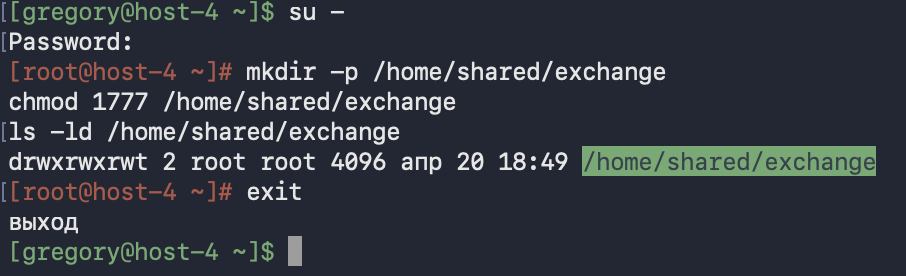 [[gregory@host-4 ~]$ su -
[Password:
[root@host-4 ~]# mkdir -p /home/shared/exchange
chmod 1777 /home/shared/exchange
[ls -ld /home/shared/exchange
drwxrwxrwt 2 root root 4096 апр 20 18:49 /home/shared/exchange
[[root@host-4 ~]# exit
выход
[gregory@host-4 ~]$